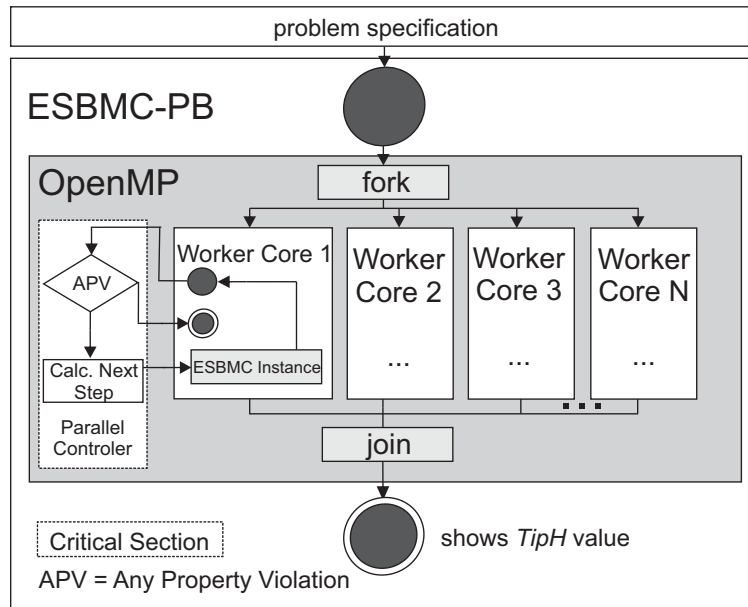 problem specification
ESBMC-PB
OpenMP
fork
APV
Calc. Next
Step
Parallel
Controler
Worker Core 1
ESBMC Instance
Worker
Core 2
...
Worker
Core 3
...
Worker
Core N
...
...
join
shows TipH value
Critical Section
APV = Any Property Violation